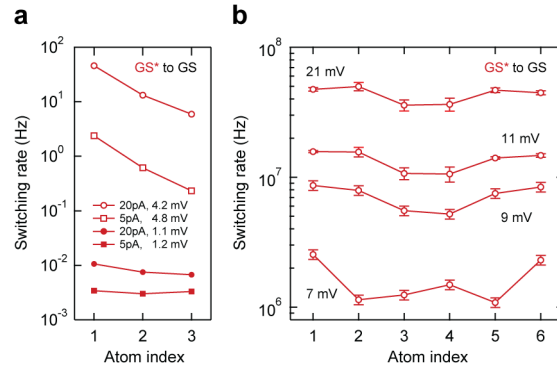 a
GS* to GS
Switching rate (Hz)
10²
10¹
10⁰
10⁻¹
10⁻²
10⁻³
20pA, 4.2 mV
5pA, 4.8 mV
20pA, 1.1 mV
5pA, 1.2 mV
1 2 3
Atom index
b
GS* to GS
Switching rate (Hz)
10⁸
10⁷
10⁶
21 mV
11 mV
9 mV
7 mV
1 2 3 4 5 6
Atom index